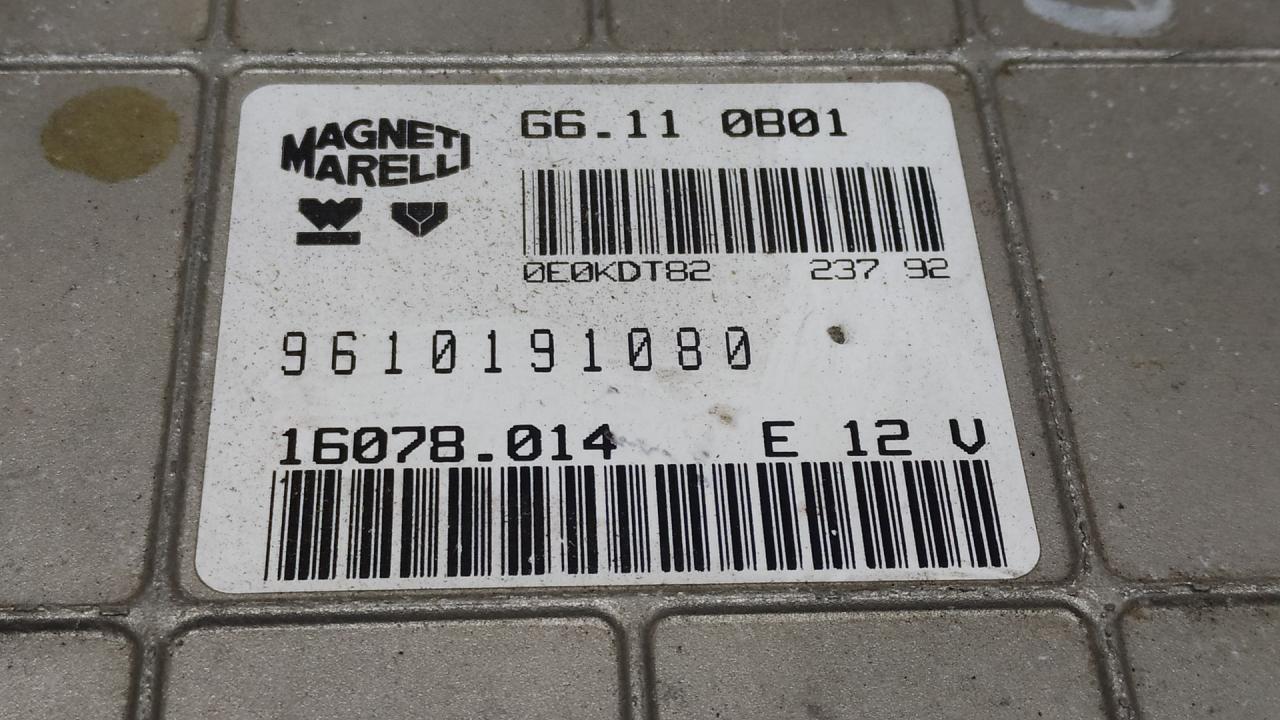 MAGNETI
MARELLI
G6.11 0B01
0E0KDT82 237 92
9610191080
16078.014 E 12 V